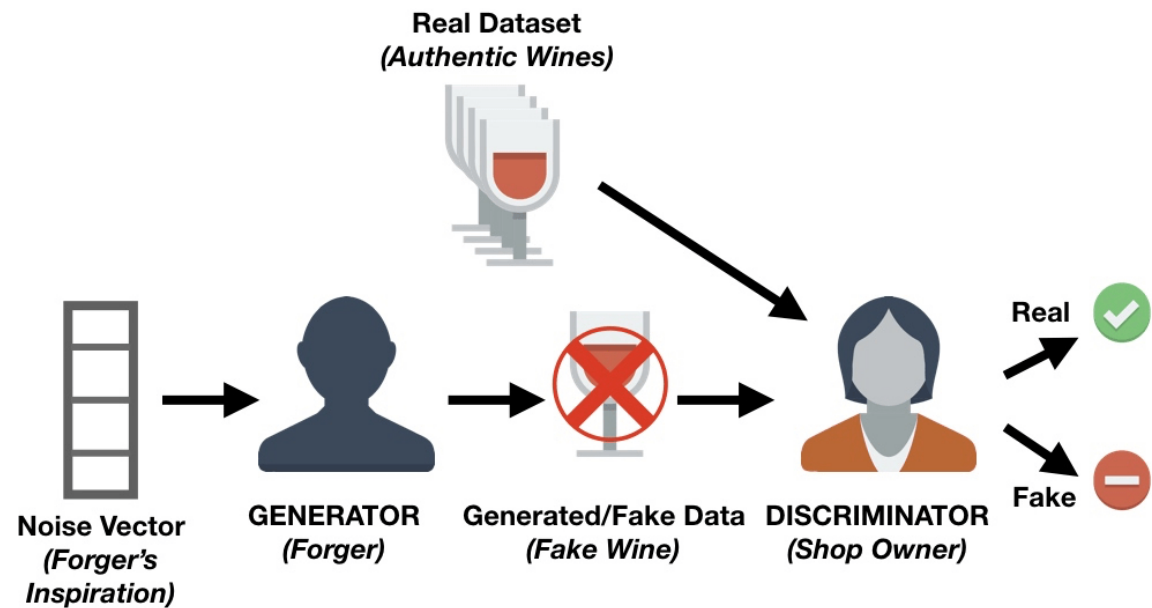 Real Dataset
(Authentic Wines)
Real
Fake
Noise Vector
(Forger's
Inspiration)
GENERATOR
(Forger)
Generated/Fake Data
(Fake Wine)
DISCRIMINATOR
(Shop Owner)